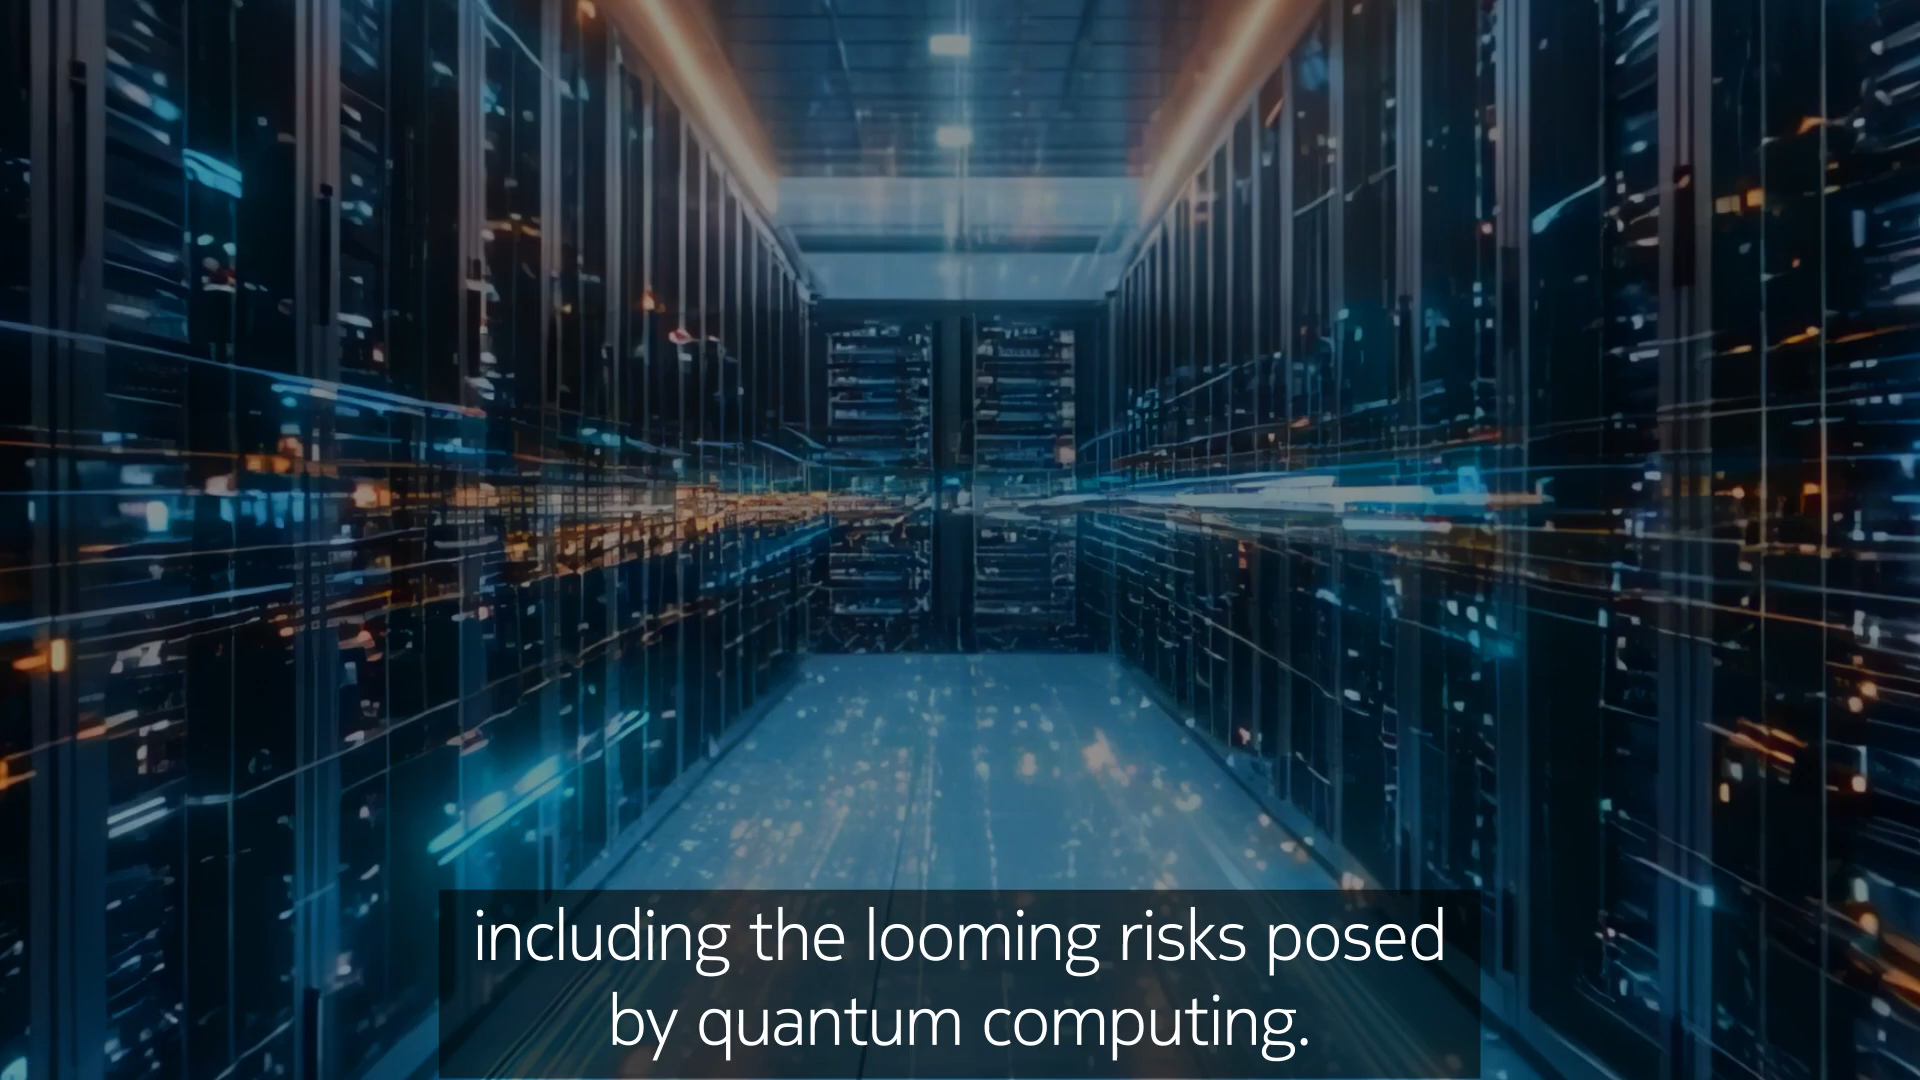 including the looming risks posed
by quantum computing.